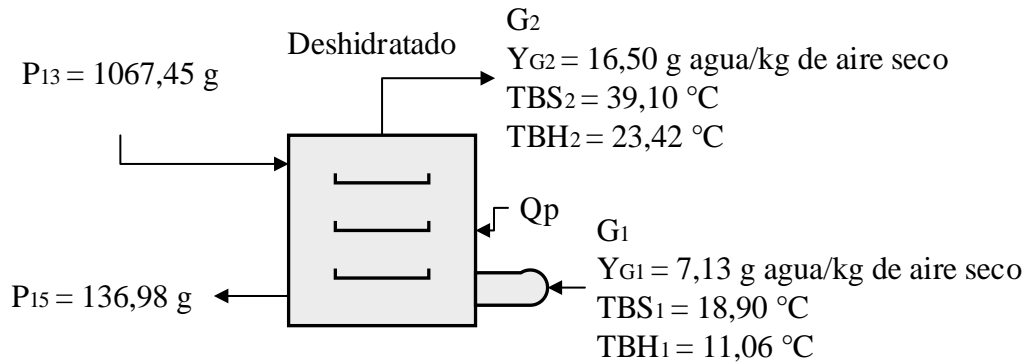 Deshidratado
P13 = 1067,45 g
G2
YG2 = 16,50 g agua/kg de aire seco
TBS2 = 39,10 °C
TBH2 = 23,42 °C
Qp
P15 = 136,98 g
G1
YG1 = 7,13 g agua/kg de aire seco
TBS1 = 18,90 °C
TBH1 = 11,06 °C